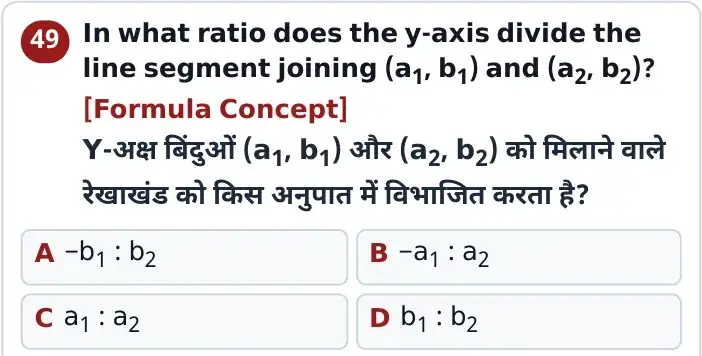 49 In what ratio does the y-axis divide the
line segment joining (a₁, b₁) and (a₂, b₂)?
[Formula Concept]
Y-अक्ष बिंदुओं (a₁, b₁) और (a₂, b₂) को मिलाने वाले
रेखाखंड को किस अनुपात में विभाजित करता है?
A –b₁ : b₂
B –a₁ : a₂
C a₁ : a₂
D b₁ : b₂